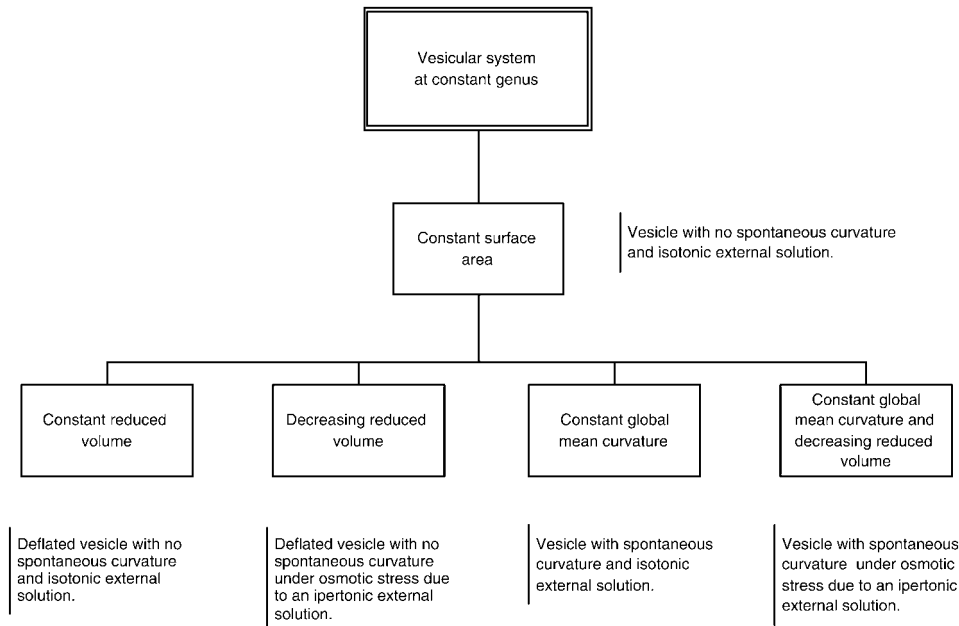 Vesicular system
at constant genus
Constant surface
area
Vesicle with no spontaneous curvature
and isotonic external solution.
Constant reduced
volume
Decreasing reduced
volume
Constant global
mean curvature
Constant global
mean curvature and
decreasing reduced
volume
Deflated vesicle with no
spontaneous curvature
and isotonic external
solution.
Deflated vesicle with no
spontaneous curvature
under osmotic stress due
to an ipertonic external
solution.
Vesicle with spontaneous
curvature and isotonic
external solution.
Vesicle with spontaneous
curvature under osmotic
stress due to an ipertonic
external solution.